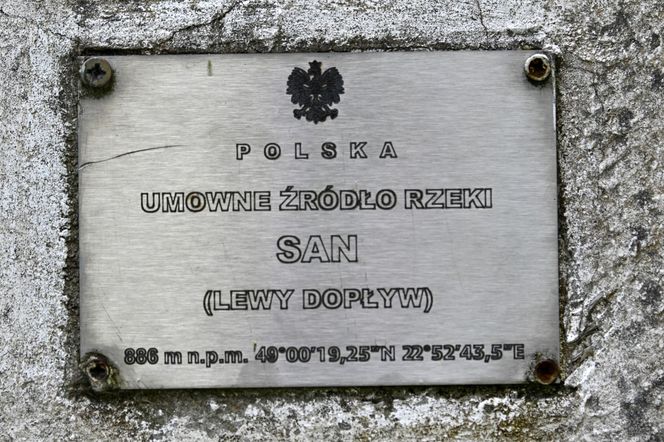 POLSKA
UMOWNE ŹRÓDŁO RZEKI
SAN
(LEWY DOPŁYW)
886 m n.p.m. 49°00'19,25"N 22°52'43,5"E